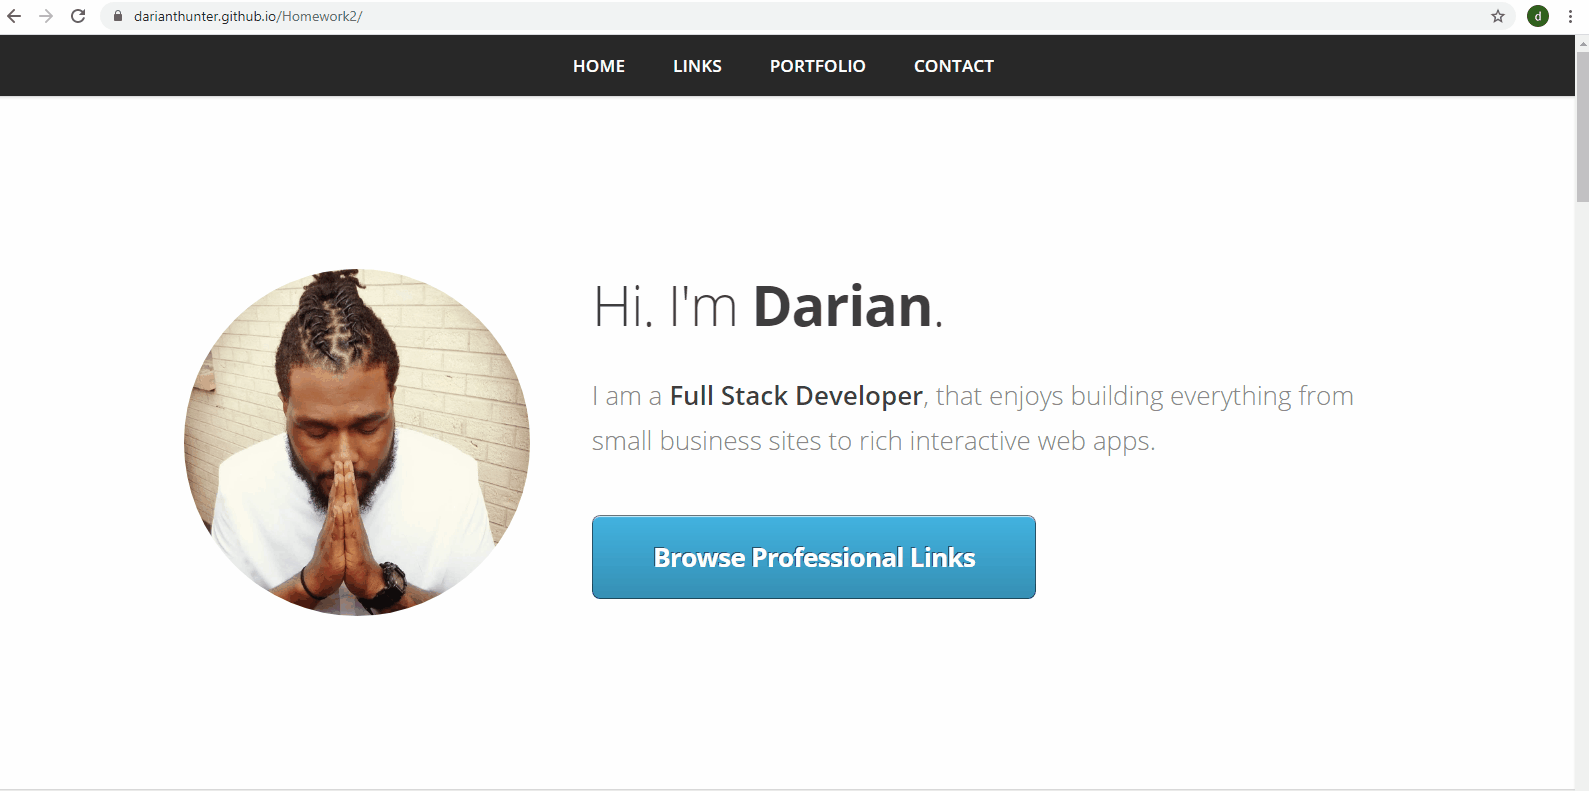 darianthunter.github.io/Homework2/
d
HOME LINKS PORTFOLIO CONTACT
Hi. I'm Darian.
I am a Full Stack Developer, that enjoys building everything from
small business sites to rich interactive web apps.
Browse Professional Links